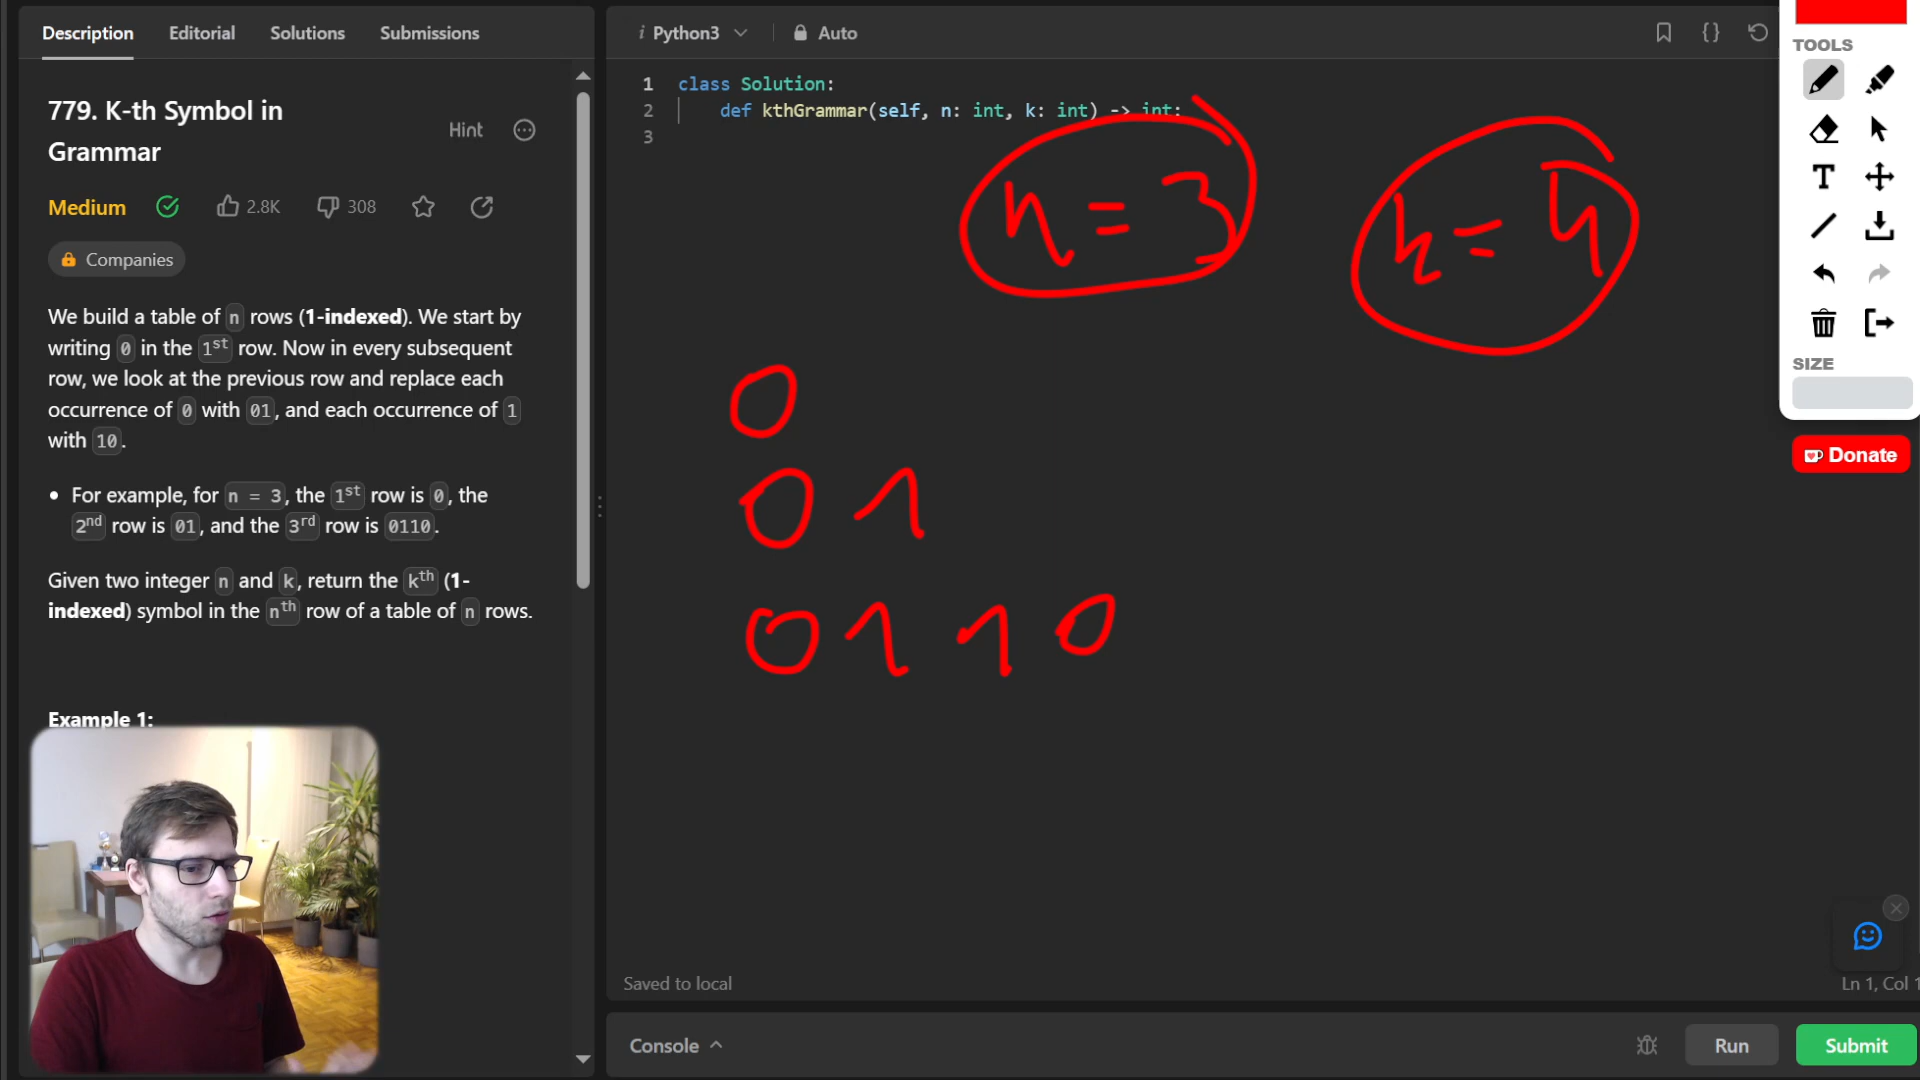 Description Editorial Solutions Submissions
779. K-th Symbol in
Grammar
Hint
Medium 2.8K 308
Companies
We build a table of n rows (1-indexed). We start by
writing 0 in the 1st row. Now in every subsequent
row, we look at the previous row and replace each
occurrence of 0 with 01, and each occurrence of 1
with 10.
• For example, for n = 3, the 1st row is 0, the
2nd row is 01, and the 3rd row is 0110.
Given two integer n and k, return the kth (1-
indexed) symbol in the nth row of a table of n rows.
Example 1:
i Python3 Auto
1 class Solution:
2 def kthGrammar(self, n: int, k: int) -> int:
3
n = 3
k = 4
0
0 1
0 1 1 0
Saved to local
Ln 1, Col 1
Console
Run
Submit
TOOLS
T
SIZE
Donate